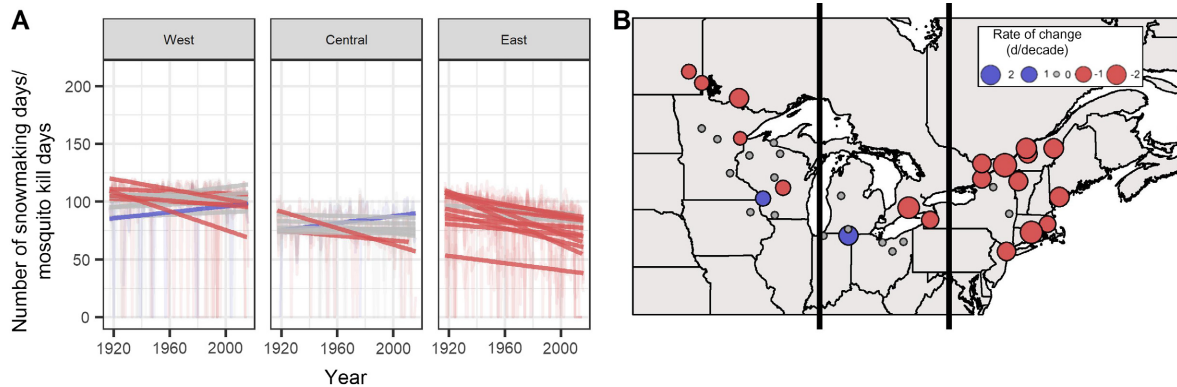 A
West
Central
East
Number of snowmaking days/
mosquito kill days
200
150
100
50
0
1920 1960 2000 1920 1960 2000 1920 1960 2000
Year
B
Rate of change
(d/decade)
2 1 0 -1 -2